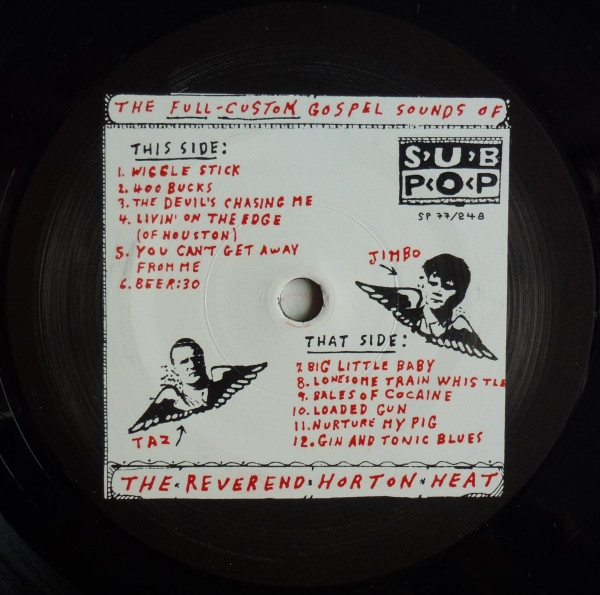 THE FULL-CUSTOM GOSPEL SOUNDS OF
THIS SIDE:
1. WIGGLE STICK
2. 400 BUCKS
3. THE DEVIL'S CHASING ME
4. LIVIN' ON THE EDGE
(OF HOUSTON)
5. YOU CAN'T GET AWAY
FROM ME
6. BEER:30
SUB
POP
SP 77/248
JIMBO
THAT SIDE:
7. BIG LITTLE BABY
8. LONESOME TRAIN WHISTLE
9. BALES OF COCAINE
10. LOADED GUN
11. NURTURE MY PIG
12. GIN AND TONIC BLUES
TAZ
THE REVEREND HORTON HEAT